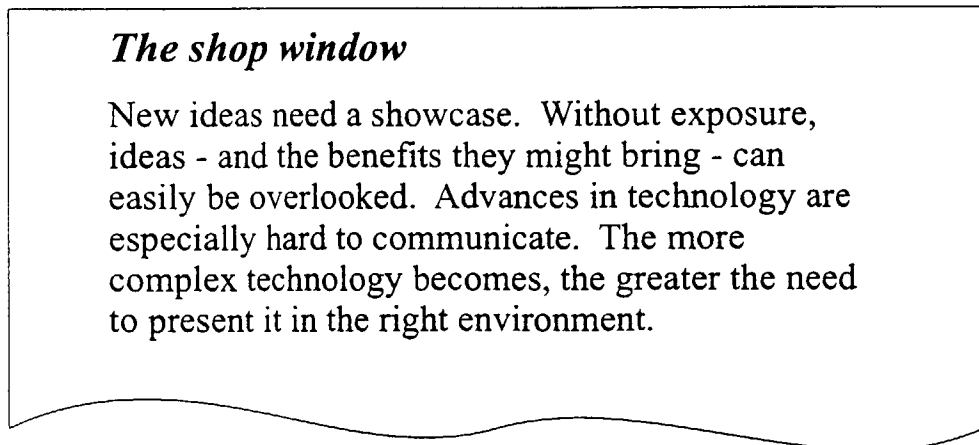 The shop window
New ideas need a showcase. Without exposure,
ideas - and the benefits they might bring - can
easily be overlooked. Advances in technology are
especially hard to communicate. The more
complex technology becomes, the greater the need
to present it in the right environment.